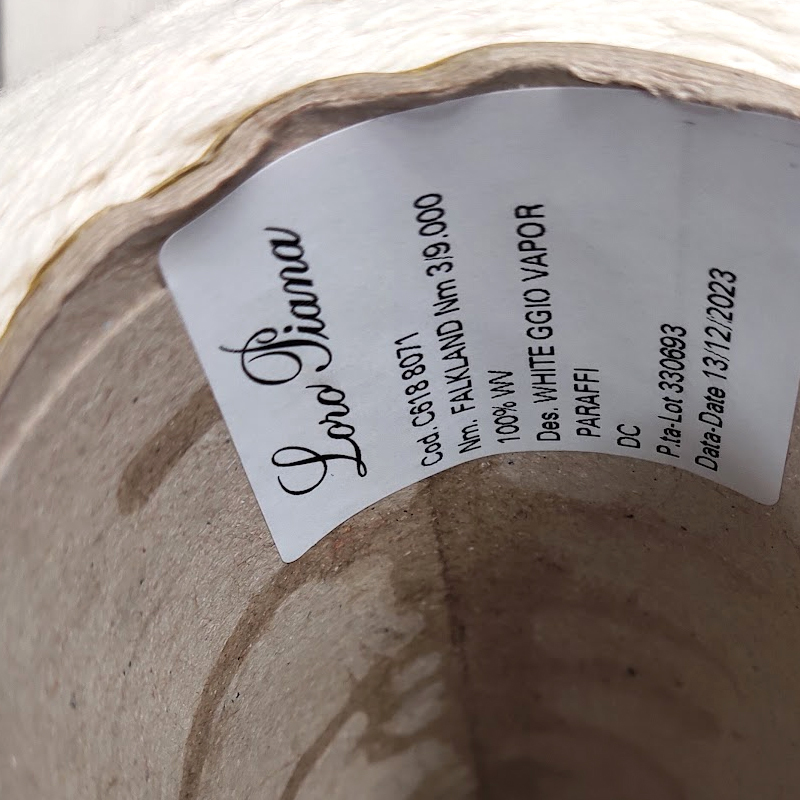 Loro Piana
Cod. C618 8071
Nm. FALKLAND Nm 3/9.000
100% WV
Des. WHITE GGIO VAPOR
PARAFFI
DC
P.ta-Lot 330693
Data-Date 13/12/2023